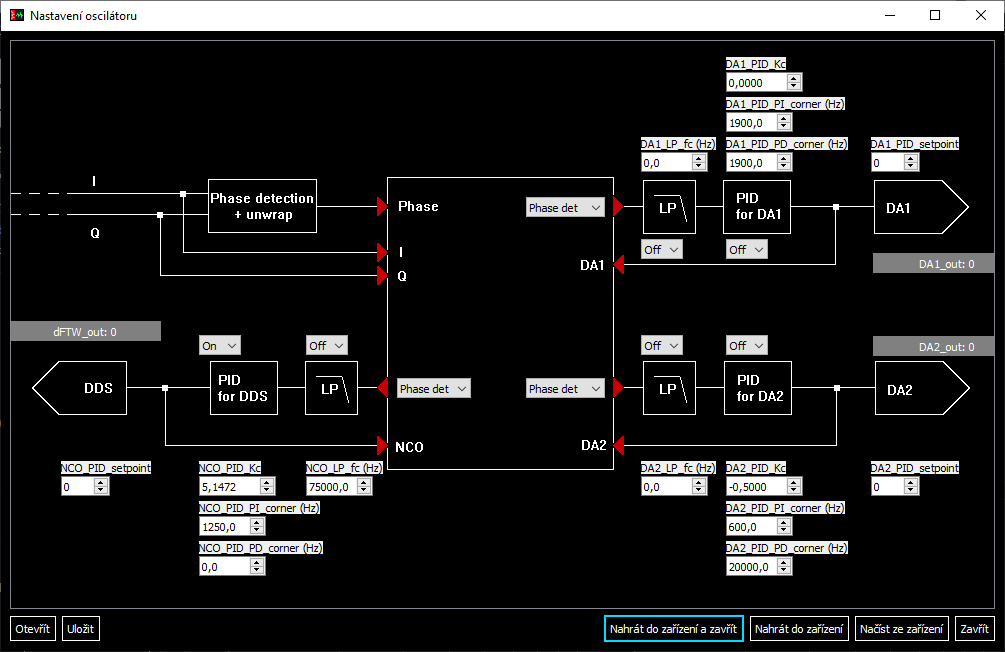 Nastavení oscilátoru
DA1_PID_Kc
0,0000
DA1_PID_PI_corner (Hz)
1900,0
DA1_LP_fc (Hz)
DA1_PID_PD_corner (Hz)
DA1_PID_setpoint
0,0
1900,0
0
I
Phase detection
+ unwrap
Phase
Phase det
LP
PID
for DA1
DA1
Q
I
Off
Off
Q
DA1
DA1_out: 0
dFTW_out: 0
On
Off
Off
Off
DA2_out: 0
DDS
PID
for DDS
LP
Phase det
Phase det
LP
PID
for DA2
DA2
NCO
DA2
NCO_PID_setpoint
NCO_PID_Kc
NCO_LP_fc (Hz)
DA2_LP_fc (Hz)
DA2_PID_Kc
DA2_PID_setpoint
0
5,1472
75000,0
0,0
-0,5000
0
NCO_PID_PI_corner (Hz)
DA2_PID_PI_corner (Hz)
1250,0
600,0
NCO_PID_PD_corner (Hz)
DA2_PID_PD_corner (Hz)
0,0
20000,0
Otevřít
Uložit
Nahrát do zařízení a zavřít
Nahrát do zařízení
Načíst ze zařízení
Zavřít